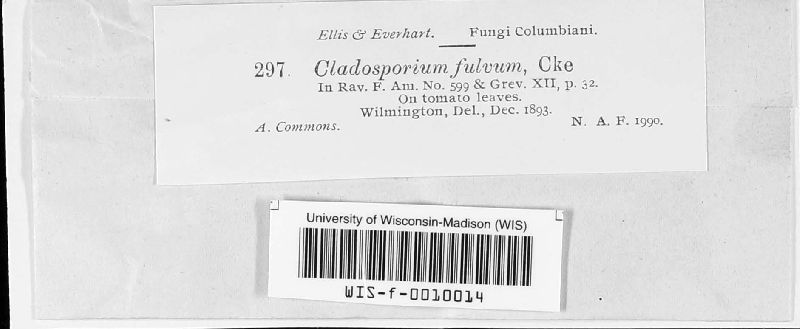 Ellis & Everhart. Fungi Columbiani.
297. Cladosporium fulvum, Cke
In Rav. F. Am. No. 599 & Grev. XII, p. 32.
On tomato leaves.
Wilmington, Del., Dec. 1893.
A. Commons. N. A. F. 1990.
University of Wisconsin-Madison (WIS)
WIS-f-0010014